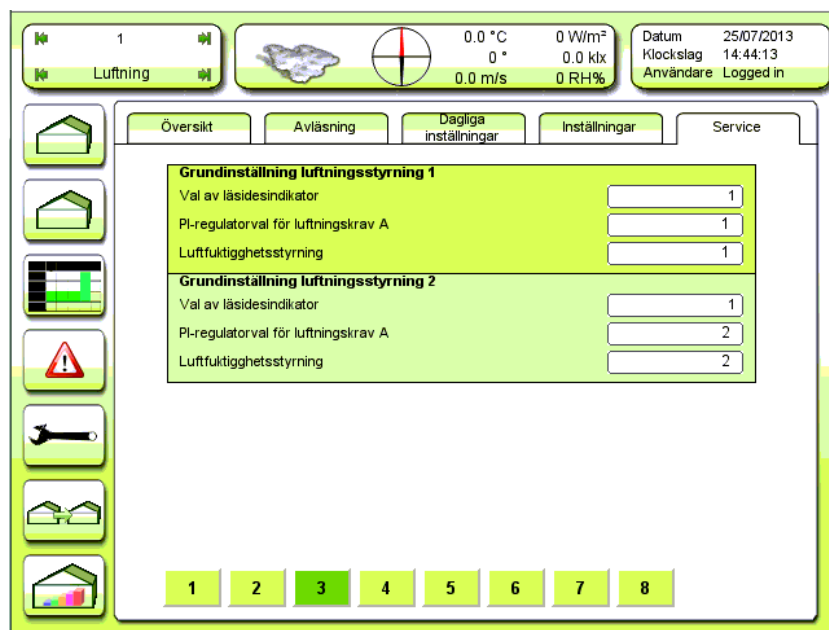 1
Luftning
0.0 °C 0 W/m²
0 ° 0.0 klx
0.0 m/s 0 RH%
Datum 25/07/2013
Klockslag 14:44:13
Användare Logged in
Översikt
Avläsning
Dagliga
inställningar
Inställningar
Service
Grundinställning luftningsstyrning 1
Val av läsidesindikator 1
PI-regulatorval för luftningskrav A 1
Luftfuktigghetsstyrning 1
Grundinställning luftningsstyrning 2
Val av läsidesindikator 1
PI-regulatorval för luftningskrav A 2
Luftfuktigghetsstyrning 2
1 2 3 4 5 6 7 8